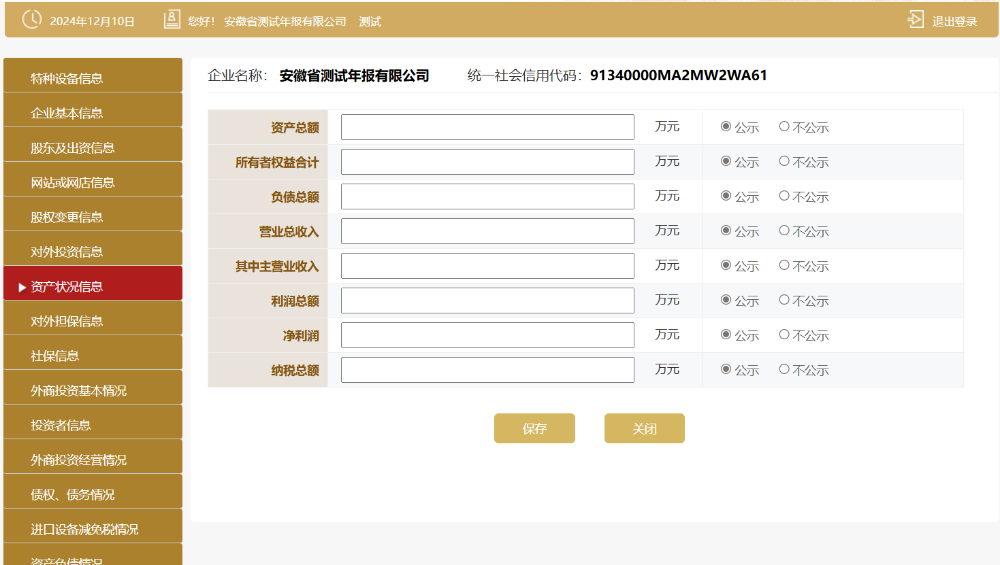 2024年12月10日 您好！ 安徽省测试年报有限公司 测试 退出登录
企业名称： 安徽省测试年报有限公司 统一社会信用代码：91340000MA2MW2WA61
特种设备信息
企业基本信息
股东及出资信息
网站或网店信息
股权变更信息
对外投资信息
资产状况信息
对外担保信息
社保信息
外商投资基本情况
投资者信息
外商投资经营情况
债权、债务情况
进口设备减免税情况
资产负债情况
资产总额 万元 公示 不公示
所有者权益合计 万元 公示 不公示
负债总额 万元 公示 不公示
营业总收入 万元 公示 不公示
其中主营业收入 万元 公示 不公示
利润总额 万元 公示 不公示
净利润 万元 公示 不公示
纳税总额 万元 公示 不公示
保存 关闭